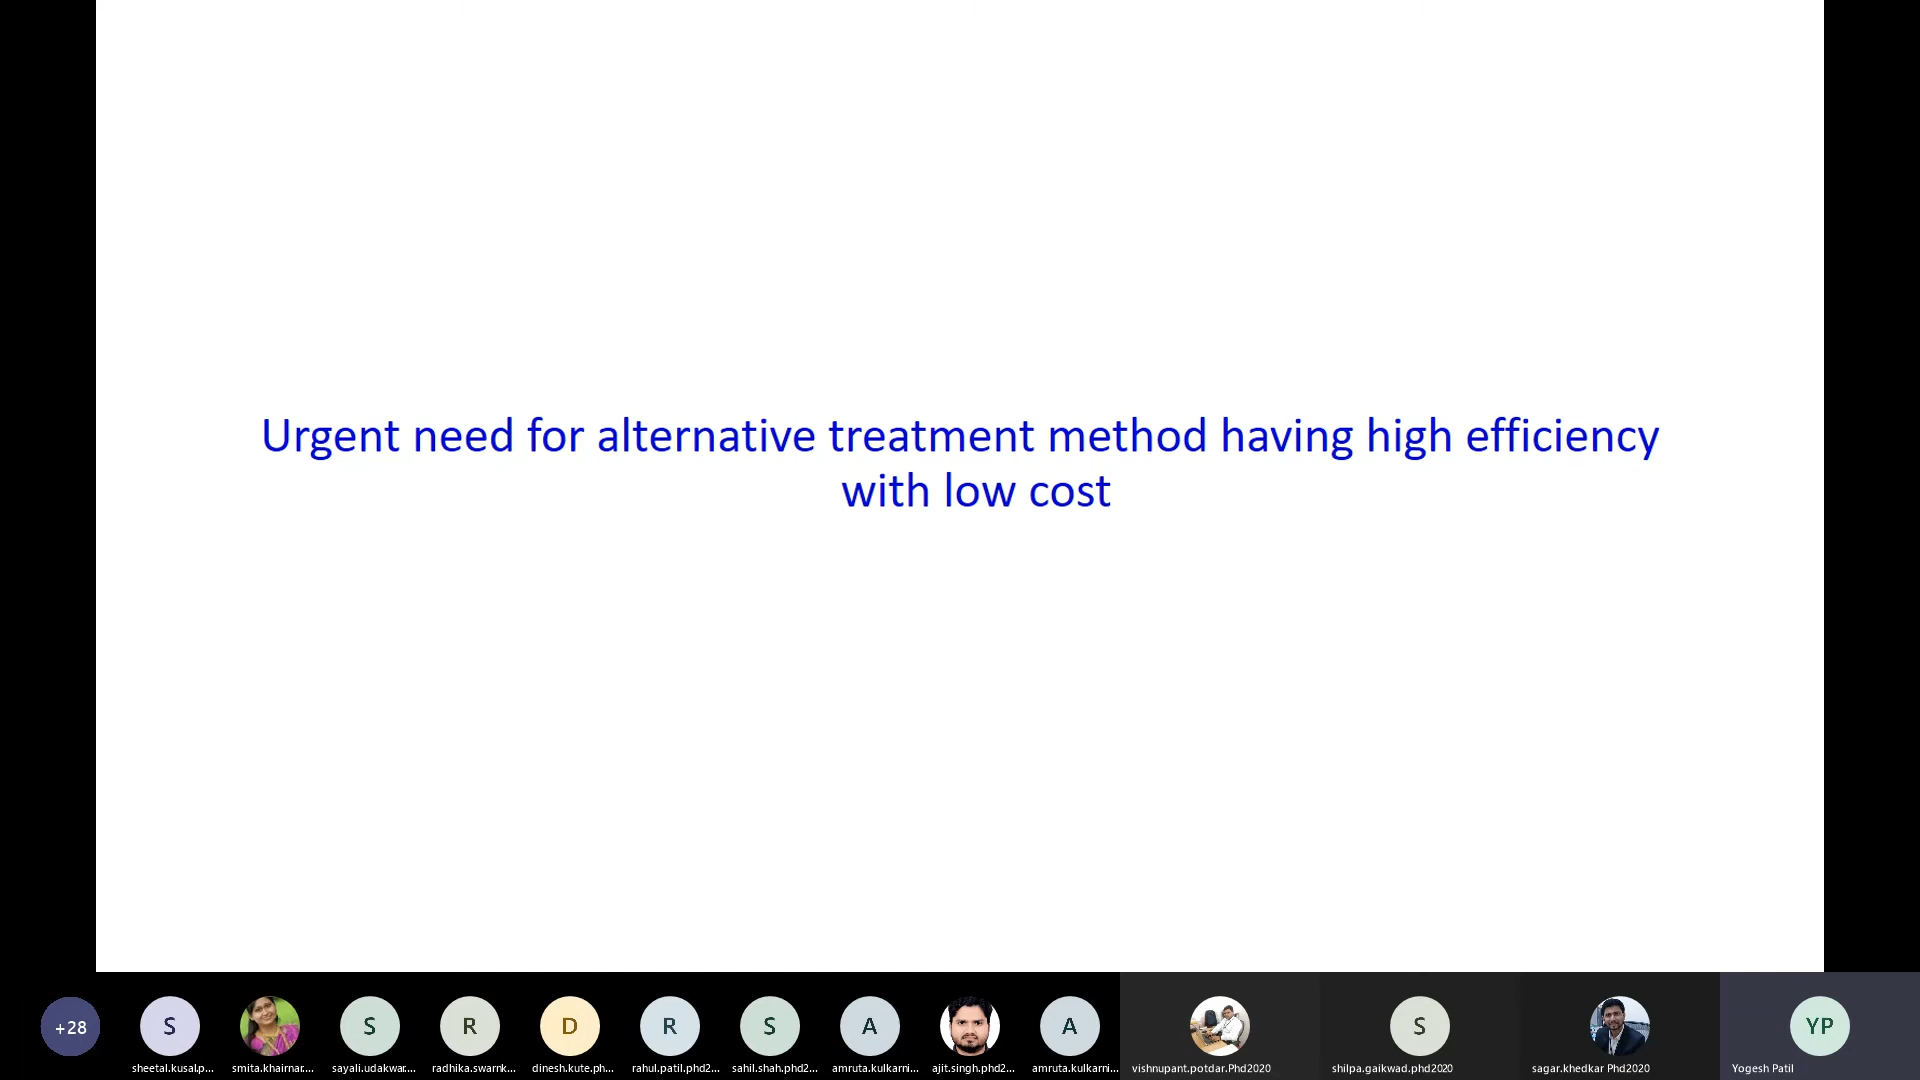 Urgent need for alternative treatment method having high efficiency
with low cost
+28
S
S
R
D
R
S
A
A
S
YP
sheetal.kusal.p...
smita.khairnar....
sayali.udakwar....
radhika.swarnk...
dinesh.kute.ph...
rahul.patil.phd2...
sahil.shah.phd2...
amruta.kulkarni...
ajit.singh.phd2...
amruta.kulkarni...
vishnupant.potdar.Phd2020
shilpa.gaikwad.phd2020
sagar.khedkar Phd2020
Yogesh Patil